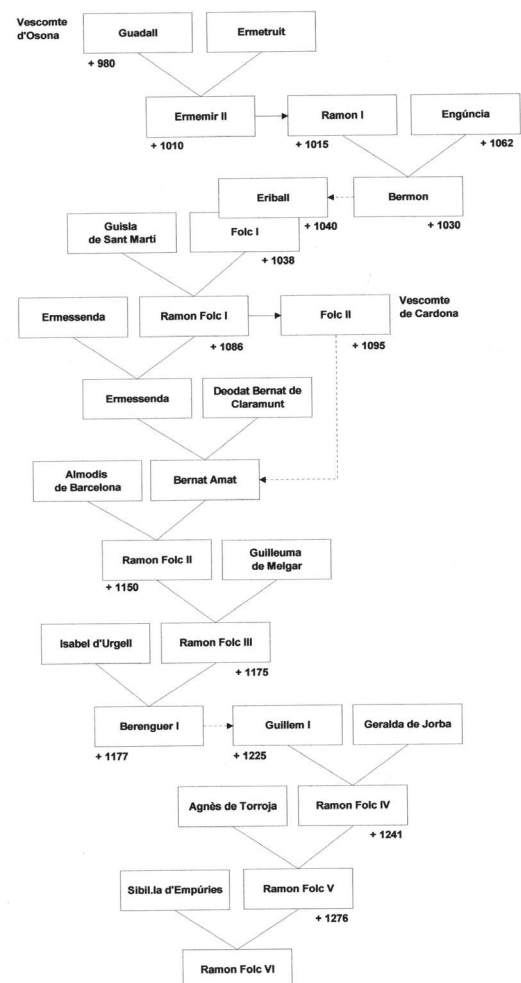 Vescomte
d'Osona
Guadall
Ermetruit
+ 980
Ermemir II
Ramon I
Engúncia
+ 1010
+ 1015
+ 1062
Eriball
Bermon
+ 1040
+ 1030
Guisla
de Sant Martí
Folc I
+ 1038
Ermessenda
Ramon Folc I
Folc II
Vescomte
de Cardona
+ 1086
+ 1095
Ermessenda
Deodat Bernat de
Claramunt
Almodis
de Barcelona
Bernat Amat
Ramon Folc II
Guilleuma
de Melgar
+ 1150
Isabel d'Urgell
Ramon Folc III
+ 1175
Berenguer I
Guillem I
Geralda de Jorba
+ 1177
+ 1225
Agnès de Torroja
Ramon Folc IV
+ 1241
Sibil.la d'Empúries
Ramon Folc V
+ 1276
Ramon Folc VI